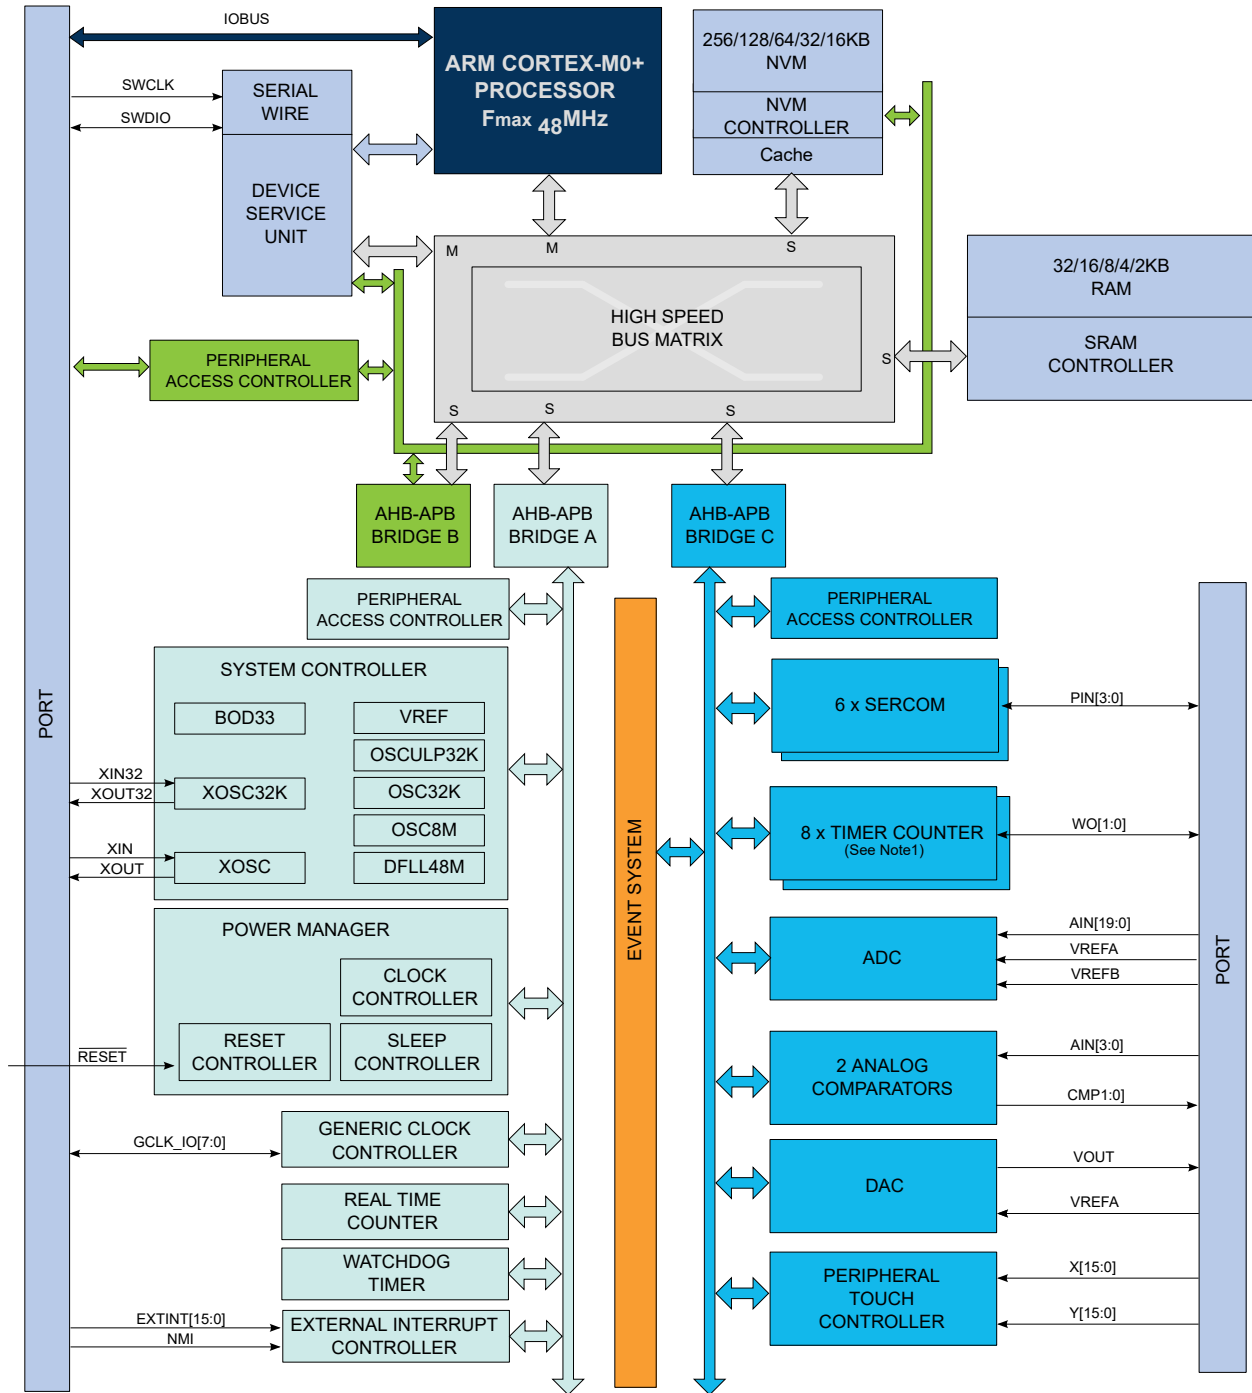 IOBUS
ARM CORTEX-M0+
PROCESSOR
Fmax 48MHz
256/128/64/32/16KB
NVM
NVM
CONTROLLER
Cache
SWCLK
SWDIO
SERIAL
WIRE
DEVICE
SERVICE
UNIT
M
M
S
HIGH SPEED
BUS MATRIX
S
S
S
S
32/16/8/4/2KB
RAM
SRAM
CONTROLLER
PERIPHERAL
ACCESS CONTROLLER
AHB-APB
BRIDGE B
AHB-APB
BRIDGE A
AHB-APB
BRIDGE C
PORT
PERIPHERAL
ACCESS CONTROLLER
SYSTEM CONTROLLER
BOD33
VREF
OSCULP32K
XOSC32K
OSC32K
OSC8M
XOSC
DFLL48M
XIN32
XOUT32
XIN
XOUT
POWER MANAGER
CLOCK
CONTROLLER
RESET
CONTROLLER
SLEEP
CONTROLLER
RESET
GENERIC CLOCK
CONTROLLER
GCLK_IO[7:0]
REAL TIME
COUNTER
WATCHDOG
TIMER
EXTINT[15:0]
NMI
EXTERNAL INTERRUPT
CONTROLLER
EVENT SYSTEM
PERIPHERAL
ACCESS CONTROLLER
6 x SERCOM
PIN[3:0]
8 x TIMER COUNTER
(See Note1)
WO[1:0]
ADC
AIN[19:0]
VREFA
VREFB
2 ANALOG
COMPARATORS
AIN[3:0]
CMP1:0]
DAC
VOUT
VREFA
PERIPHERAL
TOUCH
CONTROLLER
X[15:0]
Y[15:0]
PORT